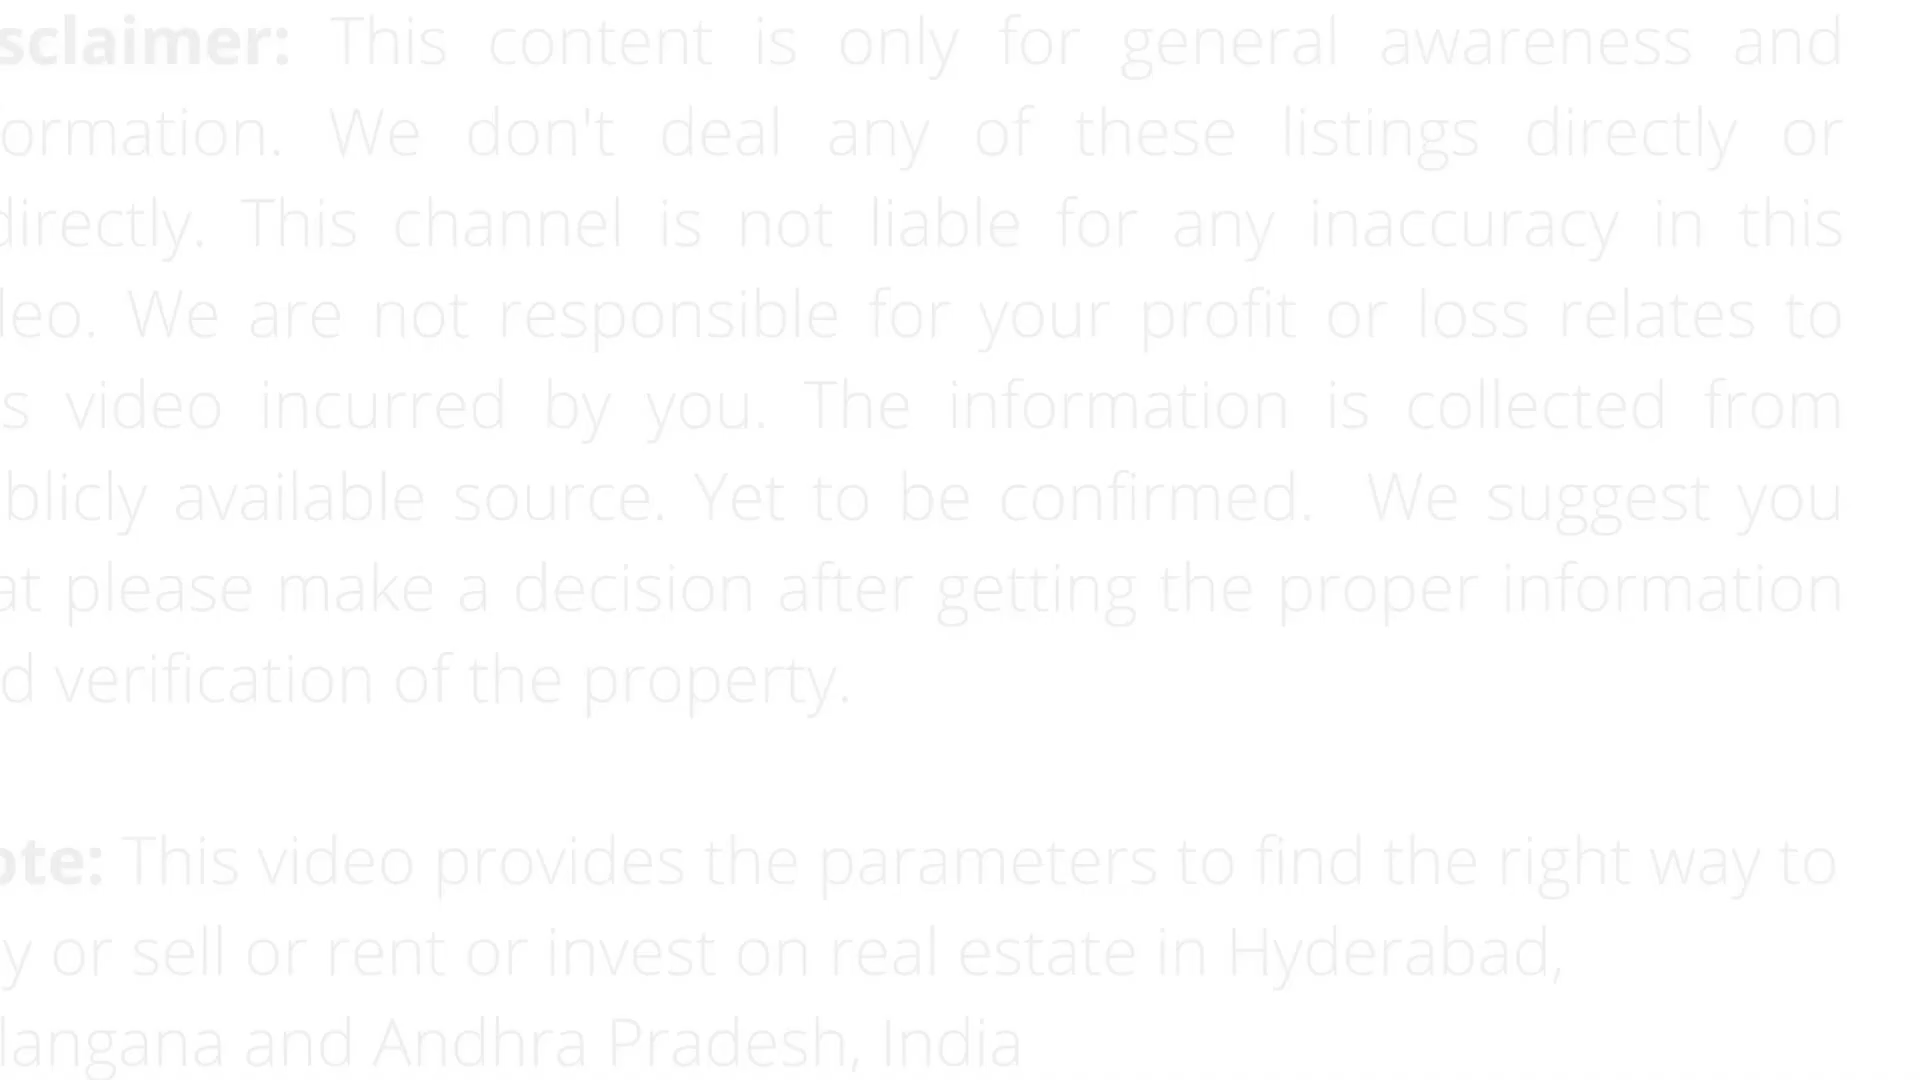 sclaimer: This content is only for general awareness and
formation. We don't deal any of these listings directly or
directly. This channel is not liable for any inaccuracy in this
deo. We are not responsible for your profit or loss relates to
s video incurred by you. The information is collected from
blicly available source. Yet to be confirmed. We suggest you
at please make a decision after getting the proper information
d verification of the property.
ote: This video provides the parameters to find the right way to
y or sell or rent or invest on real estate in Hyderabad,
langana and Andhra Pradesh, India